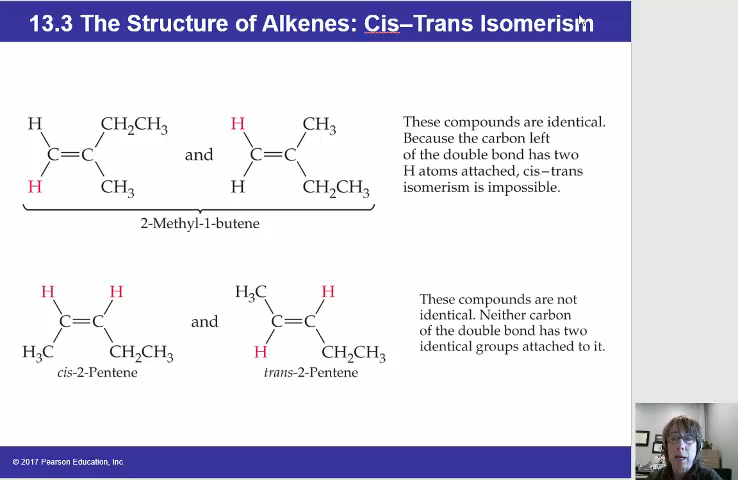 13.3 The Structure of Alkenes: Cis–Trans Isomerism
H CH2CH3 H CH3
C=C and C=C
H CH3 H CH2CH3
2-Methyl-1-butene
These compounds are identical.
Because the carbon left
of the double bond has two
H atoms attached, cis–trans
isomerism is impossible.
H H H3C H
C=C and C=C
H3C CH2CH3 H CH2CH3
cis-2-Pentene trans-2-Pentene
These compounds are not
identical. Neither carbon
of the double bond has two
identical groups attached to it.
© 2017 Pearson Education, Inc.